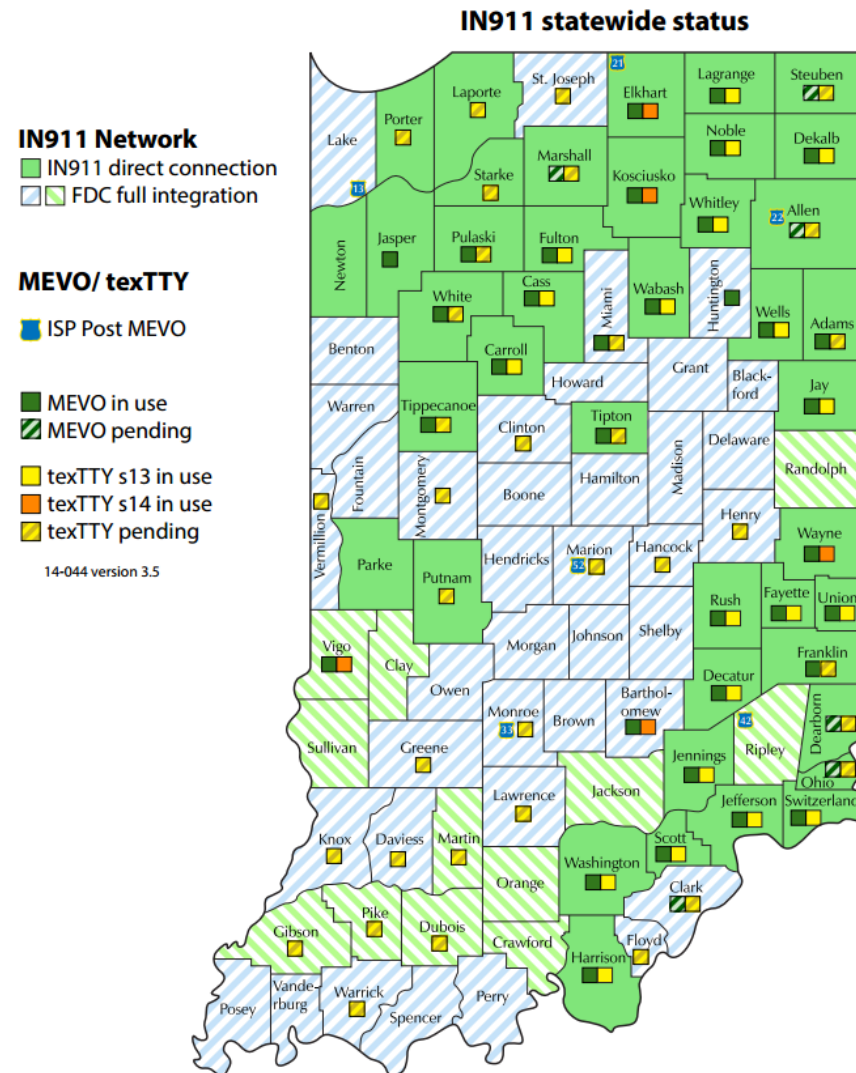 IN911 statewide status
IN911 Network
IN911 direct connection
FDC full integration
MEVO/ texTTY
ISP Post MEVO
MEVO in use
MEVO pending
texTTY s13 in use
texTTY s14 in use
texTTY pending
14-044 version 3.5
Lake
13
Porter
Laporte
St. Joseph
21
Elkhart
Lagrange
Steuben
Noble
Dekalb
Starke
Marshall
Kosciusko
Whitley
22
Allen
Newton
Jasper
Pulaski
Fulton
Cass
Miami
Wabash
Huntington
Wells
Adams
White
Benton
Carroll
Howard
Grant
Black-
ford
Jay
Warren
Tippecanoe
Clinton
Tipton
Madison
Delaware
Randolph
Fountain
Montgomery
Boone
Hamilton
Henry
Vermillion
Parke
Putnam
Hendricks
Marion
52
Hancock
Wayne
Rush
Fayette
Union
Vigo
Clay
Owen
Morgan
Johnson
Shelby
Franklin
Decatur
Sullivan
Greene
Monroe
33
Brown
Barthol-
omew
42
Ripley
Dearborn
Ohio
Jennings
Jackson
Lawrence
Jefferson
Switzerland
Knox
Daviess
Martin
Scott
Washington
Orange
Clark
Gibson
Pike
Dubois
Crawford
Floyd
Harrison
Posey
Vande-
rburg
Warrick
Spencer
Perry